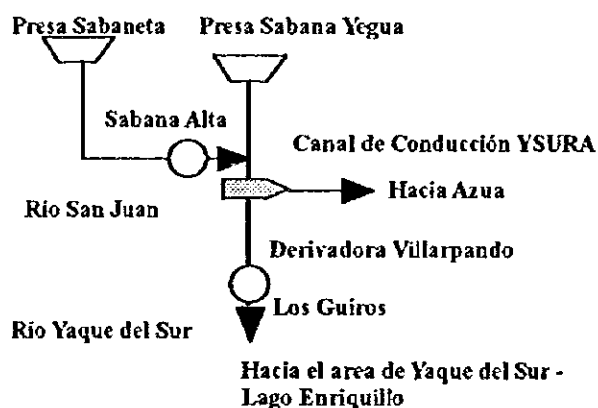 Presa Sabaneta
Presa Sabana Yegua
Sabana Alta
Canal de Conducción YSURA
Hacia Azua
Río San Juan
Derivadora Villarpando
Los Guiros
Río Yaque del Sur
Hacia el area de Yaque del Sur -
Lago Enriquillo